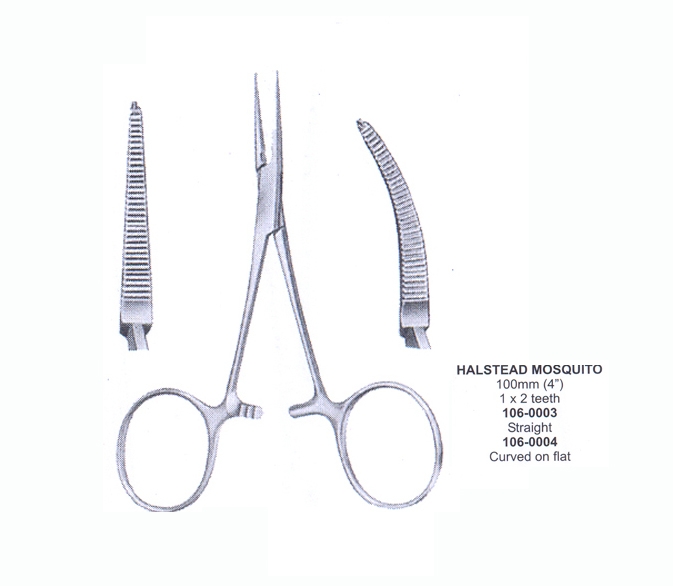 HALSTEAD MOSQUITO
100mm (4”)
1 x 2 teeth
106-0003
Straight
106-0004
Curved on flat